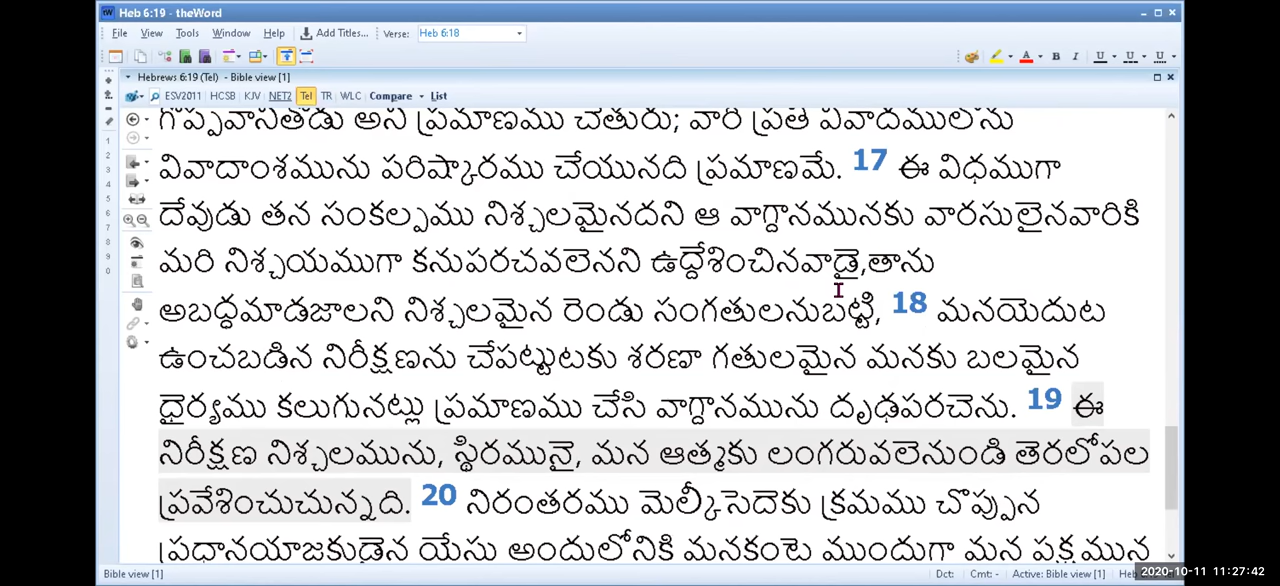 Heb 6:19 - theWord
File View Tools Window Help Add Titles... Verse: Heb 6:18
Hebrews 6:19 (Tel) - Bible view [1]
ESV2011 HCSB KJV NET2 Tel TR WLC Compare List
గొప్పవానితోడు అని ప్రమాణము చేతురు; వారి ప్రతి వివాదములోను
వివాదాంశమును పరిష్కారము చేయునది ప్రమాణమే. 17 ఈ విధముగా
దేవుడు తన సంకల్పము నిశ్చలమైనదని ఆ వాగ్దానమునకు వారసులైనవారికి
మరి నిశ్చయముగా కనుపరచవలెనని ఉద్దేశించినవాడై,తాను
అబద్ధమాడజాలని నిశ్చలమైన రెండు సంగతులనుబట్టి, 18 మనయెదుట
ఉంచబడిన నిరీక్షణను చేపట్టుటకు శరణా గతులమైన మనకు బలమైన
ధైర్యము కలుగునట్లు ప్రమాణము చేసి వాగ్దానమును దృఢపరచెను. 19 ఈ
నిరీక్షణ నిశ్చలమును, స్థిరమునై, మన ఆత్మకు లంగరువలెనుండి తెరలోపల
ప్రవేశించుచున్నది. 20 నిరంతరము మెల్కీసెదెకు క్రమము చొప్పున
ప్రధానయాజకుడైన యేసు అందులోనికి మనకంటె ముందుగా మన పక్షమున
Bible view [1] Dct: Cmt: - Active: Bible view [1]
2020-10-11 11:27:42